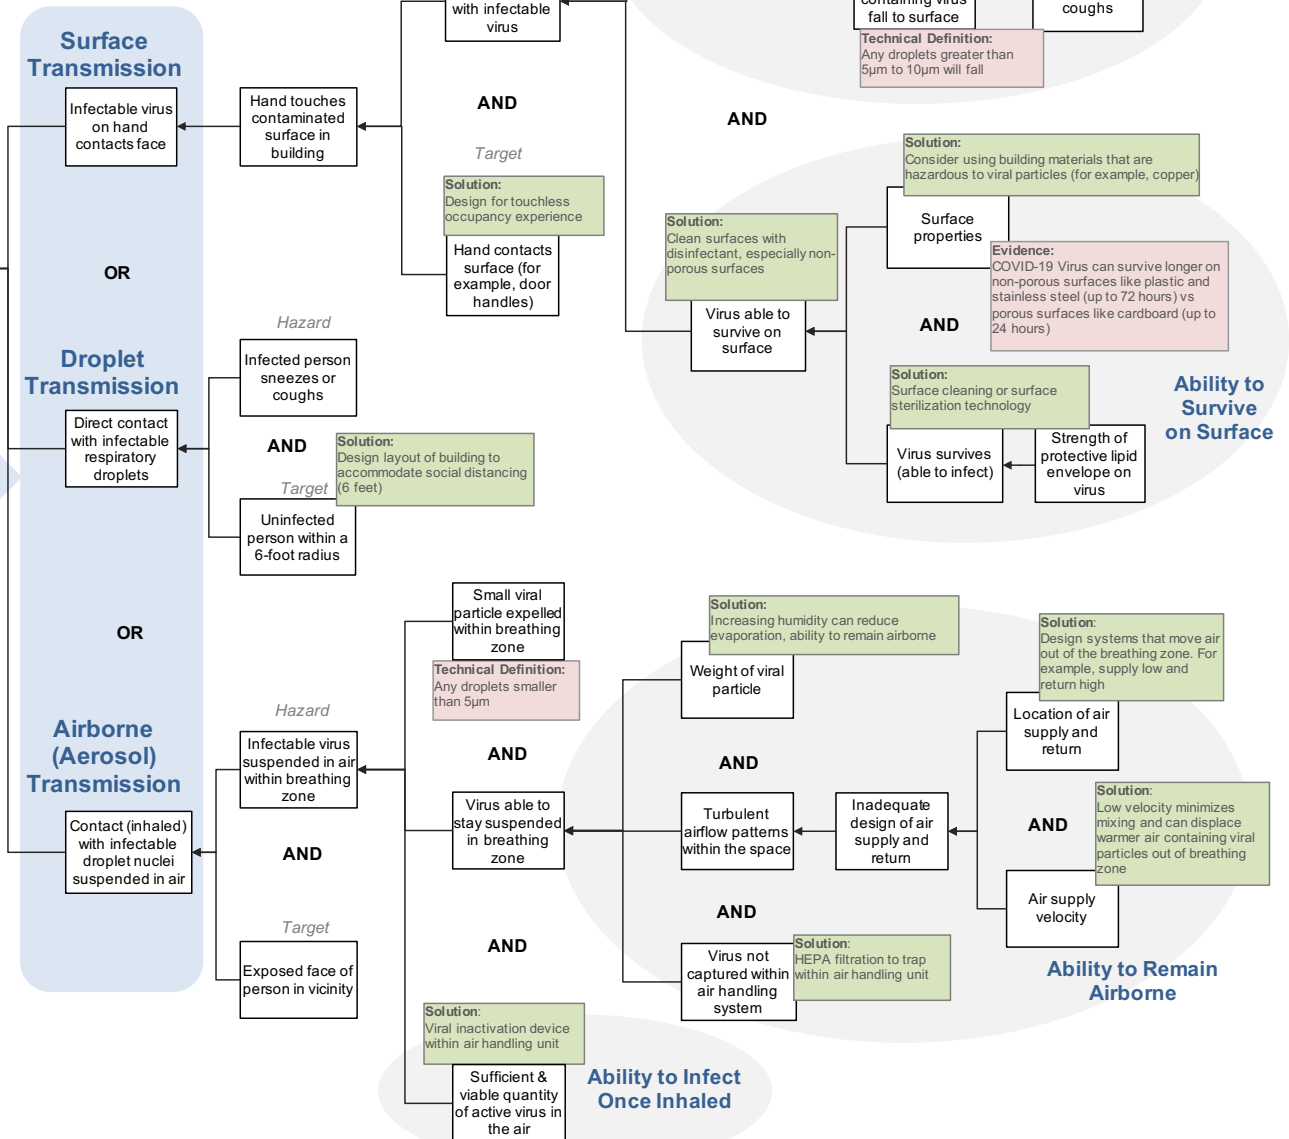 with infectable
virus
containing virus
fall to surface
coughs
Technical Definition:
Any droplets greater than
5µm to 10µm will fall
Surface
Transmission
Infectable virus
on hand
contacts face
Hand touches
contaminated
surface in
building
AND
Target
Solution:
Design for touchless
occupancy experience
Hand contacts
surface (for
example, door
handles)
AND
Solution:
Clean surfaces with
disinfectant, especially non-
porous surfaces
Virus able to
survive on
surface
Solution:
Consider using building materials that are
hazardous to viral particles (for example, copper)
Surface
properties
Evidence:
COVID-19 Virus can survive longer on
non-porous surfaces like plastic and
stainless steel (up to 72 hours) vs
porous surfaces like cardboard (up to
24 hours)
AND
Solution:
Surface cleaning or surface
sterilization technology
Virus survives
(able to infect)
Strength of
protective lipid
envelope on
virus
Ability to
Survive
on Surface
OR
Droplet
Transmission
Direct contact
with infectable
respiratory
droplets
Hazard
Infected person
sneezes or
coughs
AND
Solution:
Design layout of building to
accommodate social distancing
(6 feet)
Target
Uninfected
person within a
6-foot radius
OR
Airborne
(Aerosol)
Transmission
Contact (inhaled)
with infectable
droplet nuclei
suspended in air
Hazard
Infectable virus
suspended in air
within breathing
zone
AND
Target
Exposed face of
person in vicinity
Small viral
particle expelled
within breathing
zone
Technical Definition:
Any droplets smaller
than 5µm
AND
Virus able to
stay suspended
in breathing
zone
AND
Solution:
Viral inactivation device
within air handling unit
Sufficient &
viable quantity
of active virus in
the air
Ability to Infect
Once Inhaled
Solution:
Increasing humidity can reduce
evaporation, ability to remain airborne
Weight of viral
particle
AND
Turbulent
airflow patterns
within the space
Inadequate
design of air
supply and
return
AND
Virus not
captured within
air handling
system
Solution:
HEPA filtration to trap
within air handling unit
Solution:
Design systems that move air
out of the breathing zone. For
example, supply low and
return high
Location of air
supply and
return
AND
Solution:
Low velocity minimizes
mixing and can displace
warmer air containing viral
particles out of breathing
zone
Air supply
velocity
Ability to Remain
Airborne